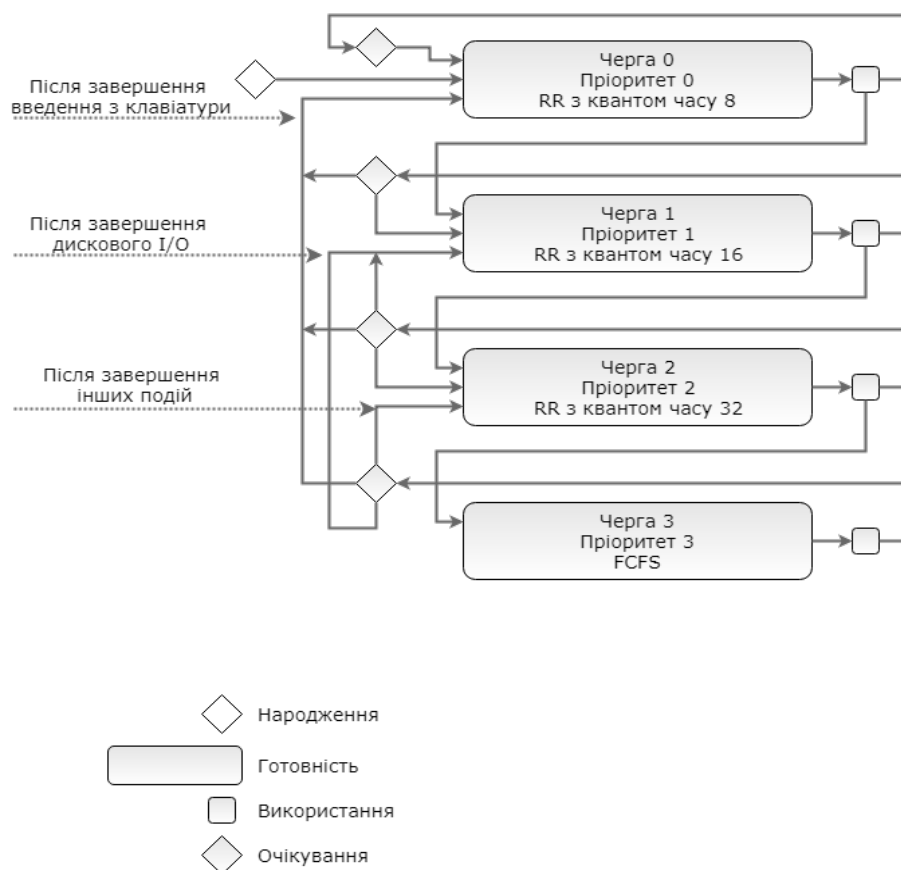 Черга 0
Пріоритет 0
RR з квантом часу 8
Після завершення
введення з клавіатури
Черга 1
Пріоритет 1
RR з квантом часу 16
Після завершення
дискового I/O
Черга 2
Пріоритет 2
RR з квантом часу 32
Після завершення
інших подій
Черга 3
Пріоритет 3
FCFS
Народження
Готовність
Використання
Очікування